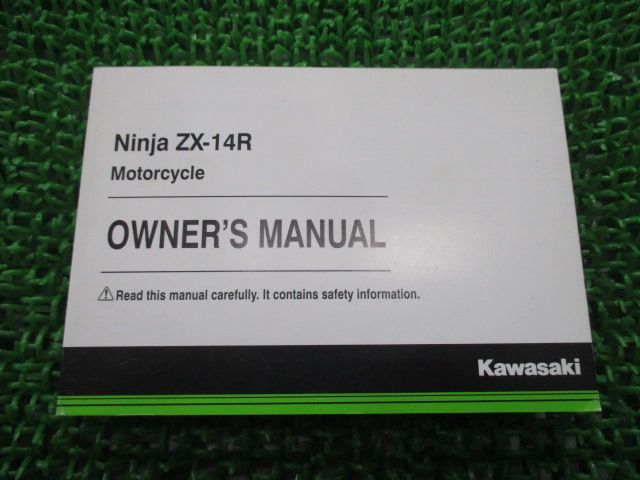 Ninja ZX-14R
Motorcycle
OWNER'S MANUAL
⚠Read this manual carefully. It contains safety information.
Kawasaki